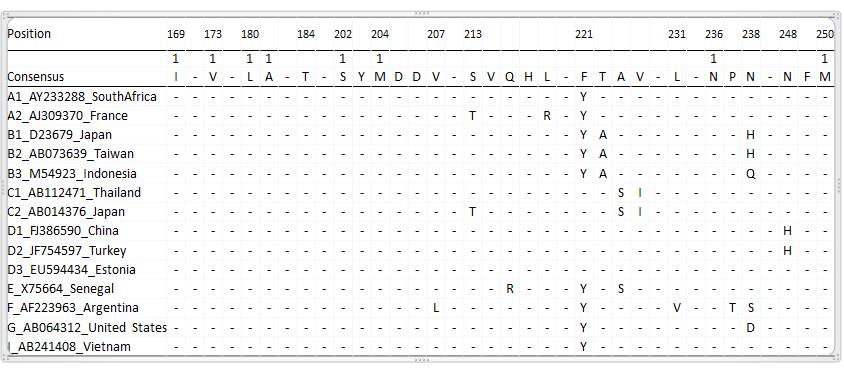 Position 169 173 180 184 202 204 207 213 221 231 236 238 248 250
1 1 1 1 1 1 1 1
Consensus I - V - L A - T - S Y M D D V - S V Q H L - F T A V - L - N P N - N F M
A1_AY233288_SouthAfrica - - - - - - - - - - - - - - - - - - - - - - Y - - - - - - - - - - - - -
A2_AJ309370_France - - - - - - - - - - - - - - - - T - - - R - Y - - - - - - - - - - - - -
B1_D23679_Japan - - - - - - - - - - - - - - - - - - - - - - Y A - - - - - - - H - - - -
B2_AB073639_Taiwan - - - - - - - - - - - - - - - - - - - - - - Y A - - - - - - - H - - - -
B3_M54923_Indonesia - - - - - - - - - - - - - - - - - - - - - - Y A - - - - - - - Q - - - -
C1_AB112471_Thailand - - - - - - - - - - - - - - - - - - - - - - - - S I - - - - - - - - - -
C2_AB014376_Japan - - - - - - - - - - - - - - - - T - - - - - - - S I - - - - - - - - - -
D1_FJ386590_China - - - - - - - - - - - - - - - - - - - - - - - - - - - - - - - - - H - -
D2_JF754597_Turkey - - - - - - - - - - - - - - - - - - - - - - - - - - - - - - - - - H - -
D3_EU594434_Estonia - - - - - - - - - - - - - - - - - - - - - - - - - - - - - - - - - - - -
E_X75664_Senegal - - - - - - - - - - - - - - - - - - R - - - Y - S - - - - - - - - - - -
F_AF223963_Argentina - - - - - - - - - - - - - - L - - - - - - - Y - - - - V - - T S - - - -
G_AB064312_United States - - - - - - - - - - - - - - - - - - - - - - Y - - - - - - - - D - - - -
I_AB241408_Vietnam - - - - - - - - - - - - - - - - - - - - - - Y - - - - - - - - - - - - -